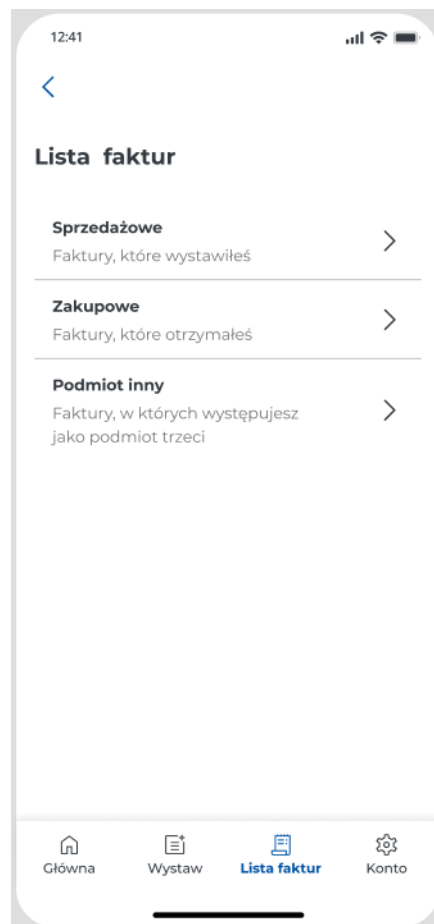 12:41
Lista faktur
Sprzedażowe
Faktury, które wystawiłeś
Zakupowe
Faktury, które otrzymałeś
Podmiot inny
Faktury, w których występujesz
jako podmiot trzeci
Główna Wystaw Lista faktur Konto